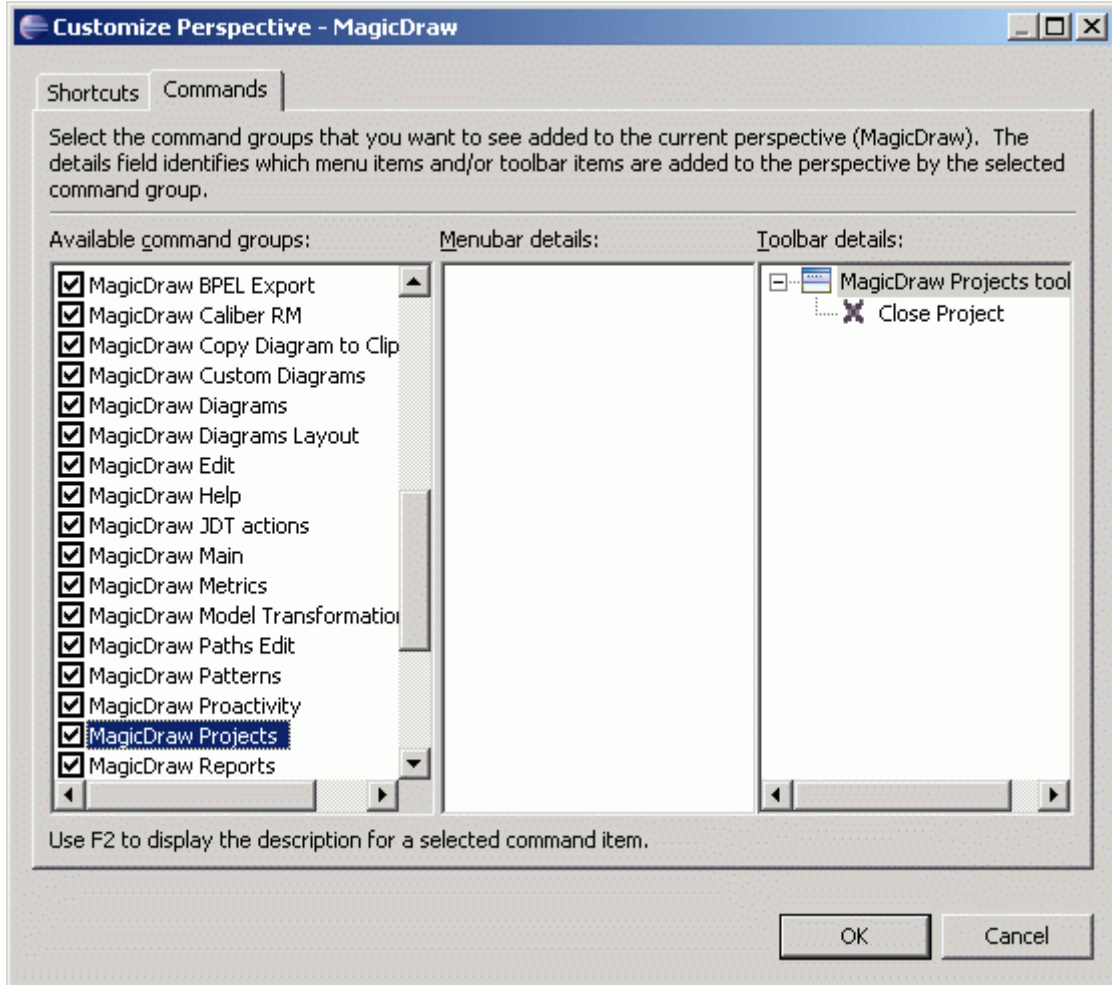 Customize Perspective - MagicDraw
Shortcuts
Commands
Select the command groups that you want to see added to the current perspective (MagicDraw). The
details field identifies which menu items and/or toolbar items are added to the perspective by the selected
command group.
Available command groups:
Menubar details:
Toolbar details:
MagicDraw BPEL Export
MagicDraw Caliber RM
MagicDraw Copy Diagram to Clip
MagicDraw Custom Diagrams
MagicDraw Diagrams
MagicDraw Diagrams Layout
MagicDraw Edit
MagicDraw Help
MagicDraw JDT actions
MagicDraw Main
MagicDraw Metrics
MagicDraw Model Transformation
MagicDraw Paths Edit
MagicDraw Patterns
MagicDraw Proactivity
MagicDraw Projects
MagicDraw Reports
MagicDraw Projects tool
Close Project
Use F2 to display the description for a selected command item.
OK
Cancel